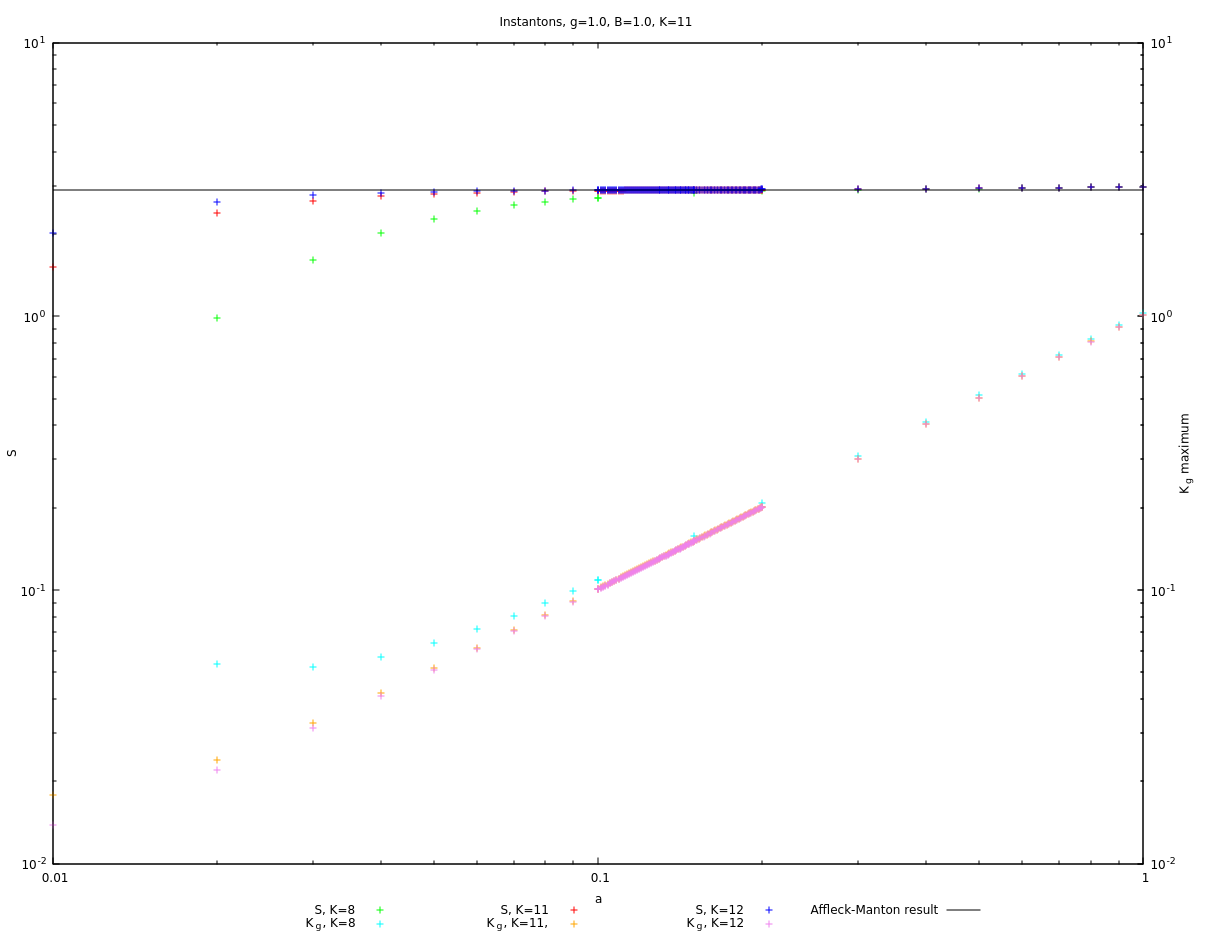 Instantons, g=1.0, B=1.0, K=11
10^1
10^0
10^-1
10^-2
S
10^1
10^0
10^-1
10^-2
K_g maximum
0.01
0.1
1
a
S, K=8
K_g, K=8
S, K=11
K_g, K=11,
S, K=12
K_g, K=12
Affleck-Manton result